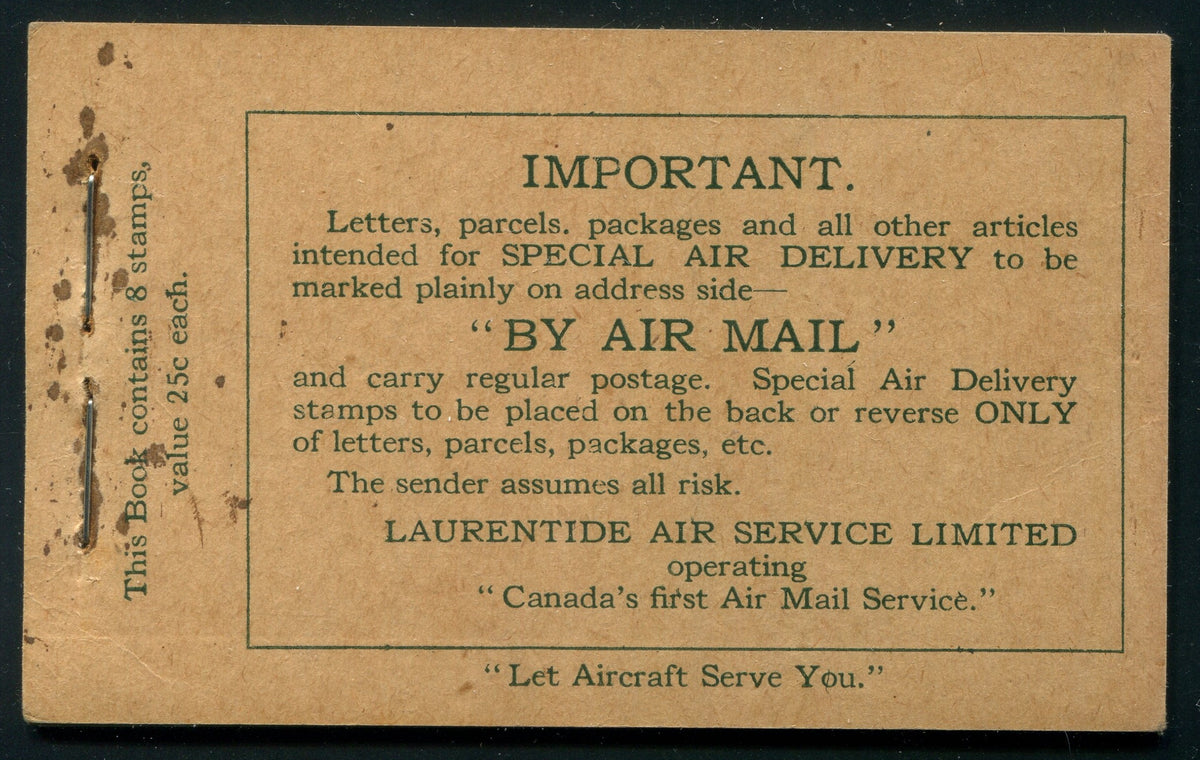 This Book contains 8 stamps,
value 25c each.
IMPORTANT.
Letters, parcels. packages and all other articles
intended for SPECIAL AIR DELIVERY to be
marked plainly on address side—
“BY AIR MAIL”
and carry regular postage. Special Air Delivery
stamps to be placed on the back or reverse ONLY
of letters, parcels, packages, etc.
The sender assumes all risk.
LAURENTIDE AIR SERVICE LIMITED
operating
“Canada’s first Air Mail Service.”
“Let Aircraft Serve You.”